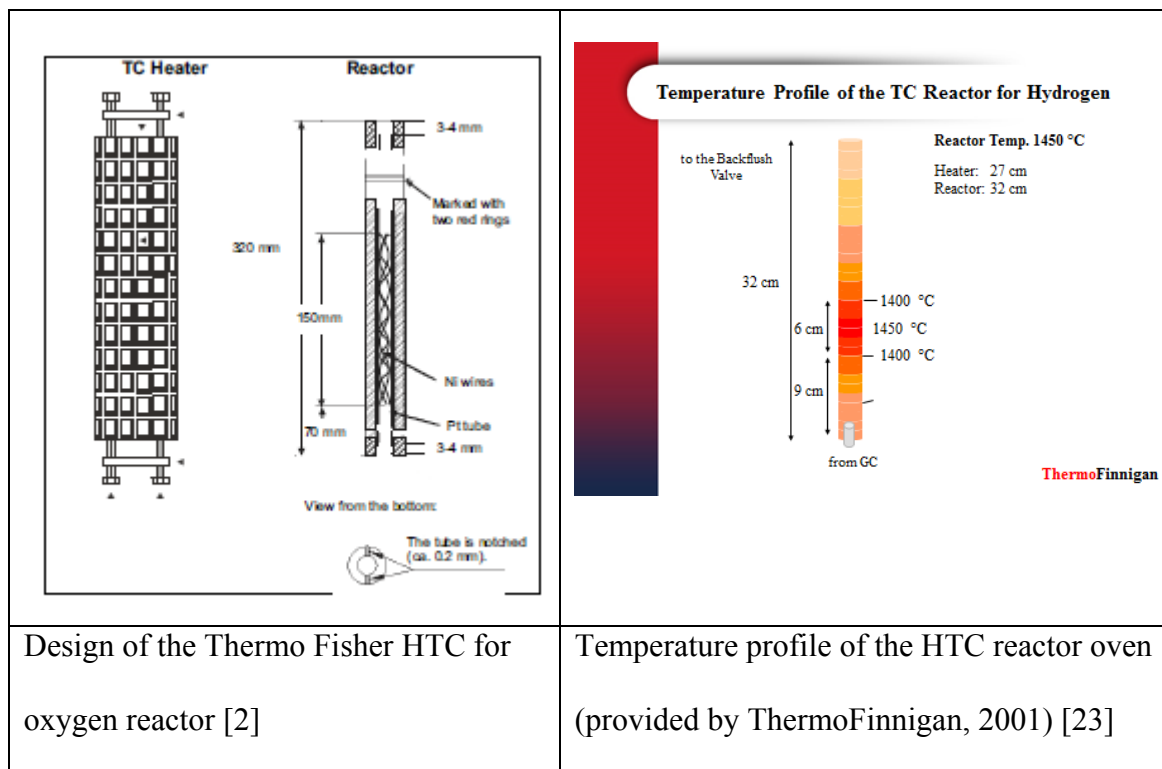 TC Heater
Reactor
3-4 mm
Marked with
two red rings
320 mm
150mm
Ni wires
Pt tube
70 mm
3-4 mm
View from the bottom:
The tube is notched
(ca. 0.2 mm).
Temperature Profile of the TC Reactor for Hydrogen
to the Backflush
Valve
Reactor Temp. 1450 °C
Heater: 27 cm
Reactor: 32 cm
32 cm
1400 °C
6 cm
1450 °C
1400 °C
9 cm
from GC
ThermoFinnigan
Design of the Thermo Fisher HTC for
oxygen reactor [2]
Temperature profile of the HTC reactor oven
(provided by ThermoFinnigan, 2001) [23]